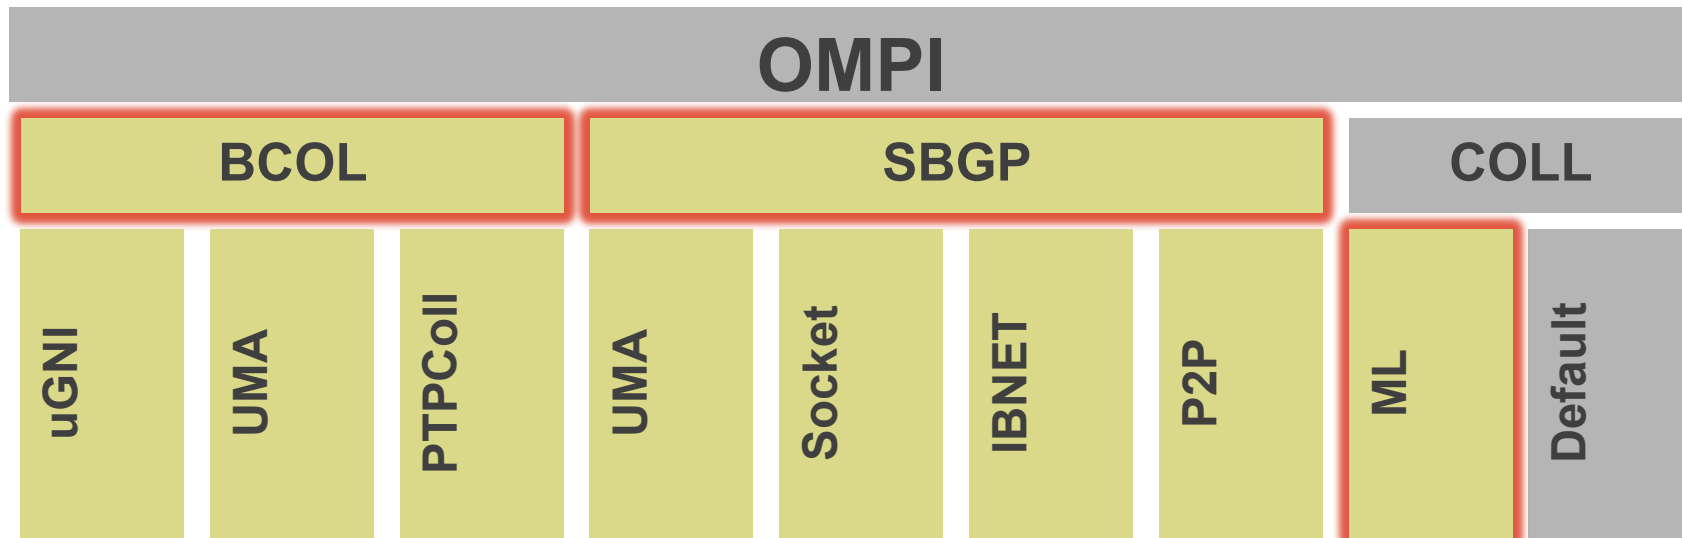 OMPI
BCOL
SBGP
COLL
uGNI
UMA
PTPColl
UMA
Socket
IBNET
P2P
ML
Default